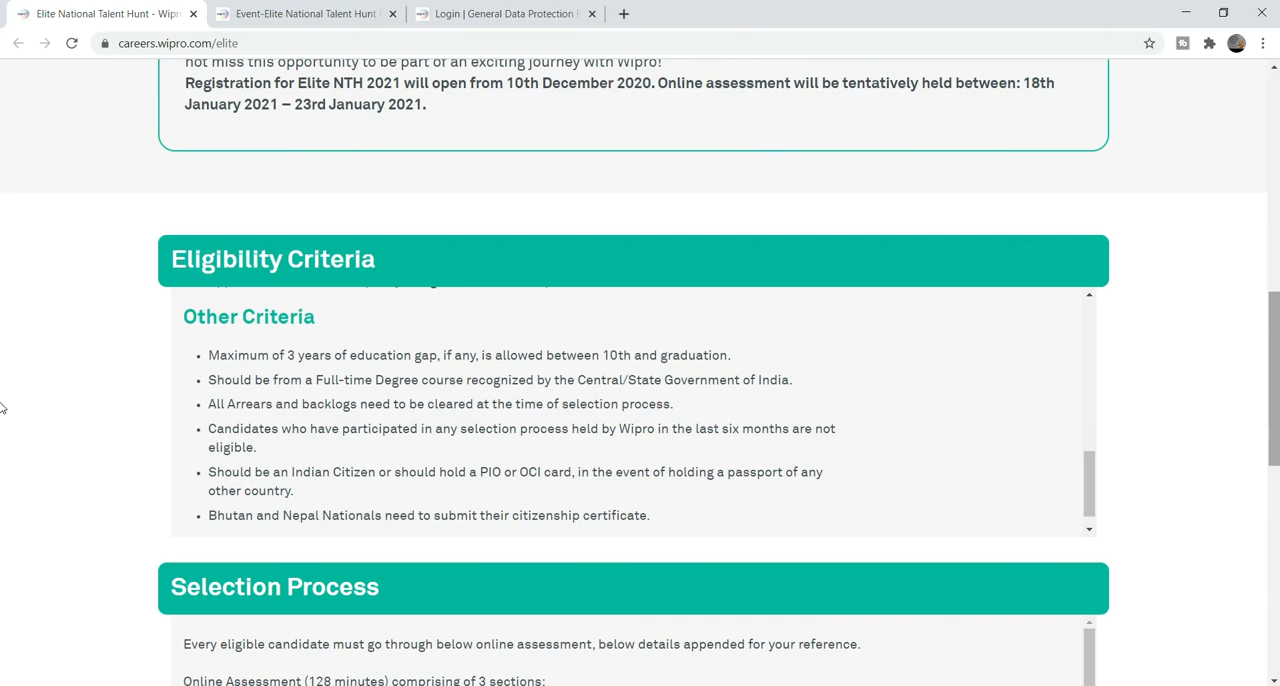 Elite National Talent Hunt - Wipr
Event-Elite National Talent Hunt
Login | General Data Protection
careers.wipro.com/elite
not miss this opportunity to be part of an exciting journey with Wipro!
Registration for Elite NTH 2021 will open from 10th December 2020. Online assessment will be tentatively held between: 18th
January 2021 – 23rd January 2021.
Eligibility Criteria
Other Criteria
• Maximum of 3 years of education gap, if any, is allowed between 10th and graduation.
• Should be from a Full-time Degree course recognized by the Central/State Government of India.
• All Arrears and backlogs need to be cleared at the time of selection process.
• Candidates who have participated in any selection process held by Wipro in the last six months are not
eligible.
• Should be an Indian Citizen or should hold a PIO or OCI card, in the event of holding a passport of any
other country.
• Bhutan and Nepal Nationals need to submit their citizenship certificate.
Selection Process
Every eligible candidate must go through below online assessment, below details appended for your reference.
Online Assessment (128 minutes) comprising of 3 sections: